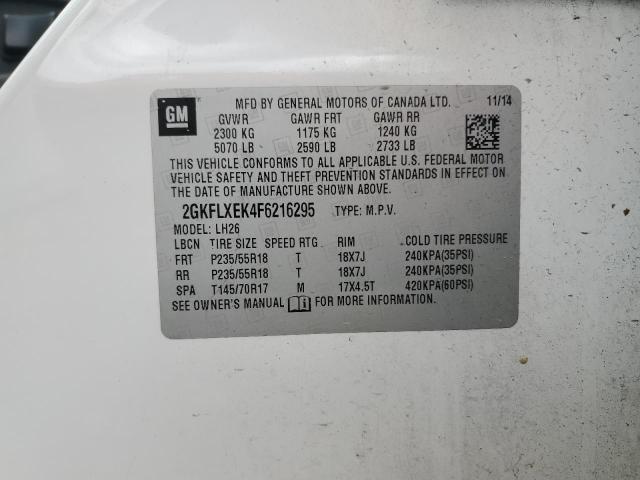 GM
MFD BY GENERAL MOTORS OF CANADA LTD. 11/14
GVWR GAWR FRT GAWR RR
2300 KG 1175 KG 1240 KG
5070 LB 2590 LB 2733 LB
THIS VEHICLE CONFORMS TO ALL APPLICABLE U.S. FEDERAL MOTOR
VEHICLE SAFETY AND THEFT PREVENTION STANDARDS IN EFFECT ON
THE DATE OF MANUFACTURE SHOWN ABOVE.
2GKFLXEK4F6216295 TYPE: M.P.V.
MODEL: LH26
LBCN TIRE SIZE SPEED RTG RIM COLD TIRE PRESSURE
FRT P235/55R18 T 18X7J 240KPA(35PSI)
RR P235/55R18 T 18X7J 240KPA(35PSI)
SPA T145/70R17 M 17X4.5T 420KPA(60PSI)
SEE OWNER'S MANUAL FOR MORE INFORMATION.